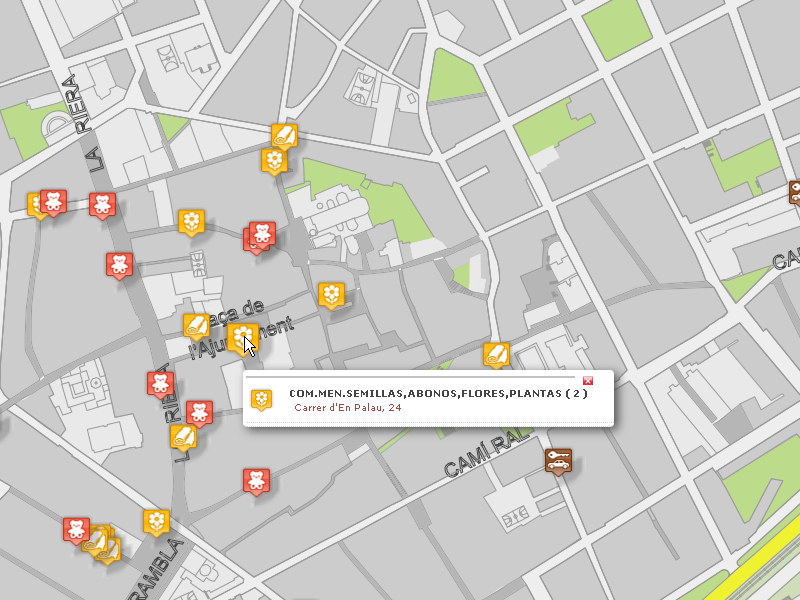 LA RIERA
Plaça de
l'Ajuntament
LA RIERA
COM.MEN.SEMILLAS,ABONOS,FLORES,PLANTAS ( 2 )
Carrer d'En Palau, 24
CAMÍ RAL
RAMBLA